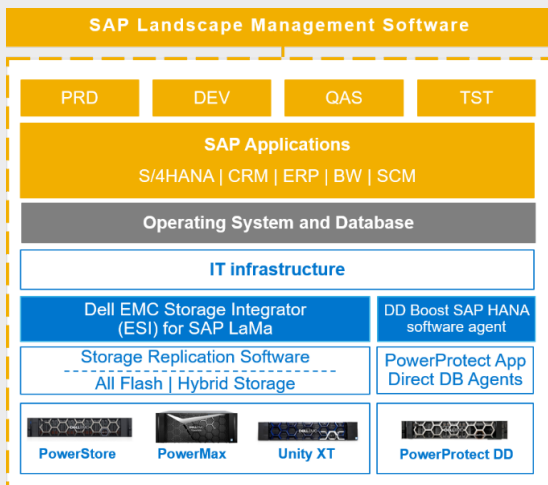 SAP Landscape Management Software
PRD
DEV
QAS
TST
SAP Applications
S/4HANA | CRM | ERP | BW | SCM
Operating System and Database
IT infrastructure
Dell EMC Storage Integrator
(ESI) for SAP LaMa
DD Boost SAP HANA
software agent
Storage Replication Software
All Flash | Hybrid Storage
PowerProtect App
Direct DB Agents
PowerStore
PowerMax
Unity XT
PowerProtect DD